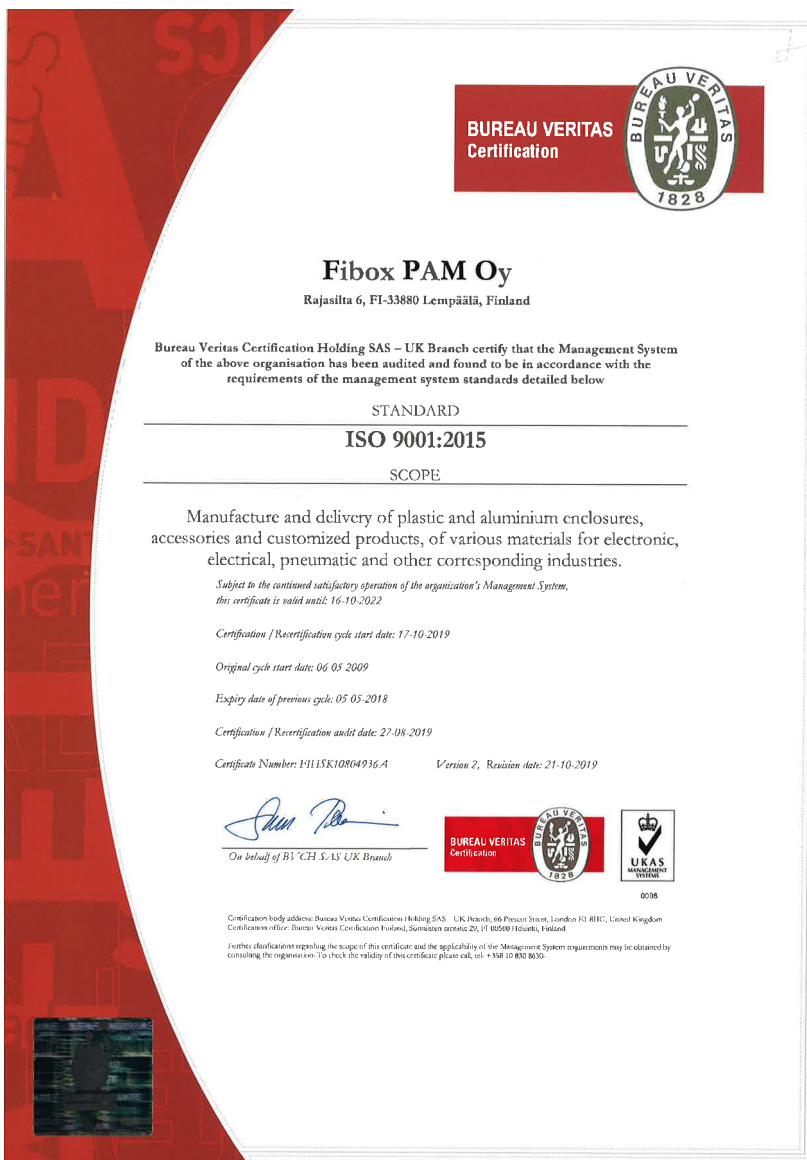 BUREAU VERITAS
Certification
BUREAU VERITAS
1828
Fibox PAM Oy
Rajasilta 6, FI-33880 Lempäälä, Finland
Bureau Veritas Certification Holding SAS – UK Branch certify that the Management System
of the above organisation has been audited and found to be in accordance with the
requirements of the management system standards detailed below
STANDARD
ISO 9001:2015
SCOPE
Manufacture and delivery of plastic and aluminium enclosures,
accessories and customized products, of various materials for electronic,
electrical, pneumatic and other corresponding industries.
Subject to the continued satisfactory operation of the organisation's Management System,
this certificate is valid until: 16-10-2022
Certification / Recertification cycle start date: 17-10-2019
Original cycle start date: 06 05 2009
Expiry date of previous cycle: 05 05-2018
Certification / Recertification audit date: 27-08-2019
Certificate Number:
Version 2, Revision date: 21-10-2019
On behalf of BVCH SAS UK Branch
BUREAU VERITAS
Certification
BUREAU VERITAS
1828
UKAS
MANAGEMENT
SYSTEMS
0008
Certification body address: Bureau Veritas Certification Holding SAS – UK Branch, 66 Prescot Street, London E1 8HG, United Kingdom
Certification office: Bureau Veritas Certification Finland, 29, FI 00500 Helsinki, Finland
Further clarifications regarding the scope of this certificate and the applicability of the Management System requirements may be obtained by
consulting the organisation. To check the validity of this certificate please call, tel: +358 10 830 8630.